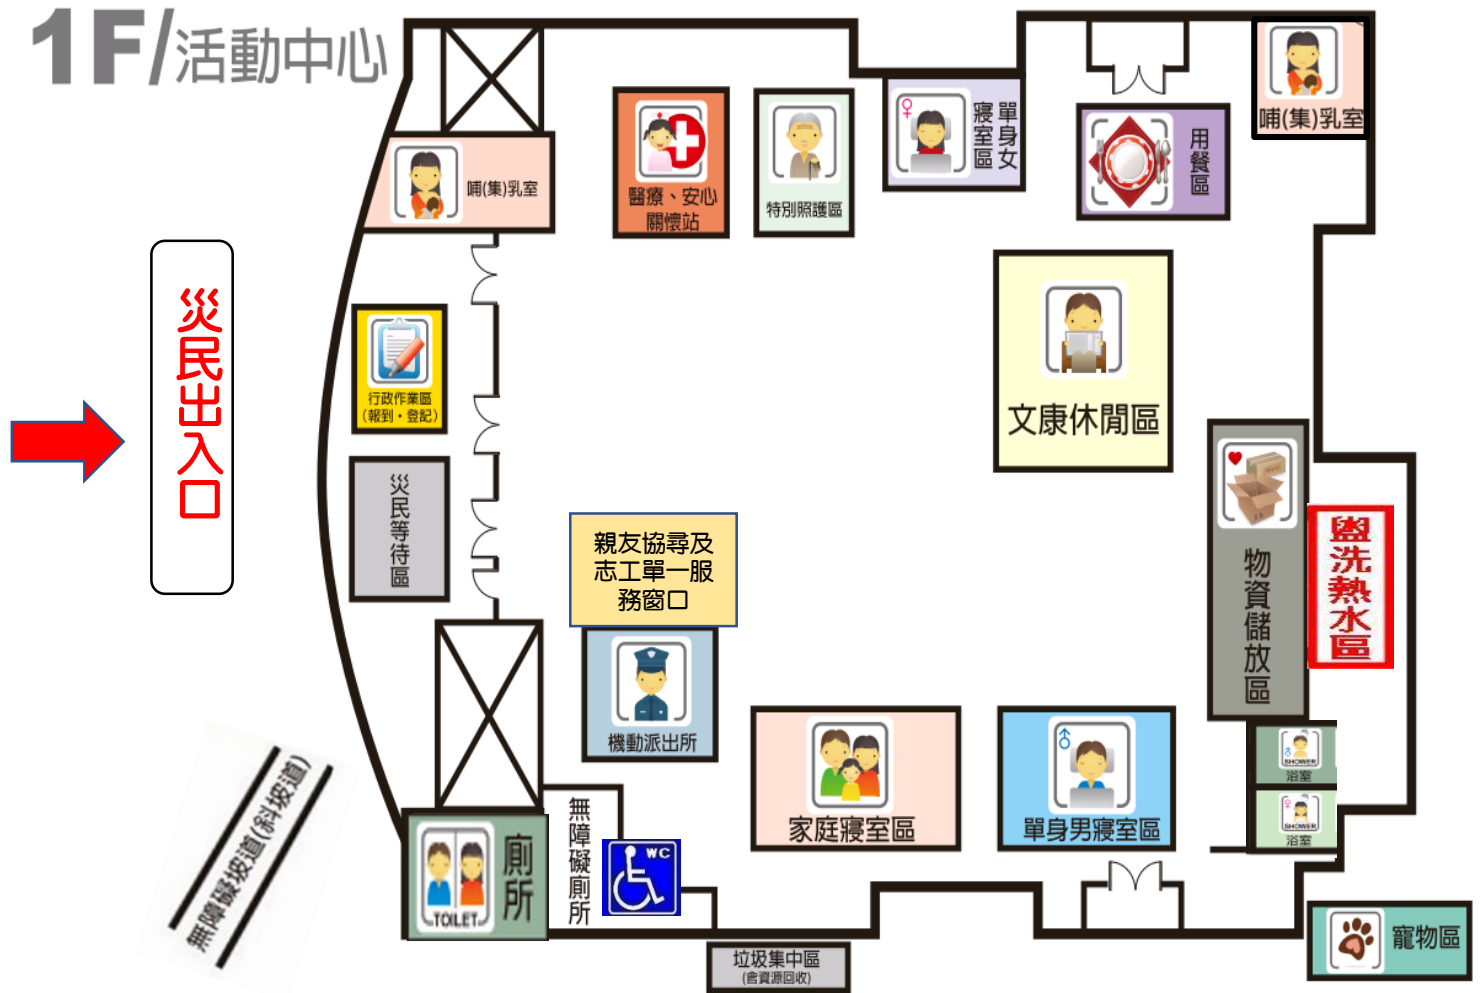 1F/活動中心
哺(集)乳室
單身女
寢室區
用餐區
哺(集)乳室
醫療、安心
關懷站
特別照護區
災民出入口
行政作業區
(報到・登記)
文康休閒區
災民等待區
親友協尋及
志工單一服
務窗口
物資儲放區
盥洗熱水區
機動派出所
SHOWER
浴室
SHOWER
浴室
無障礙坡道(斜坡道)
家庭寢室區
單身男寢室區
TOILET
廁所
無障礙廁所
WC
寵物區
垃圾集中區
(含資源回收)